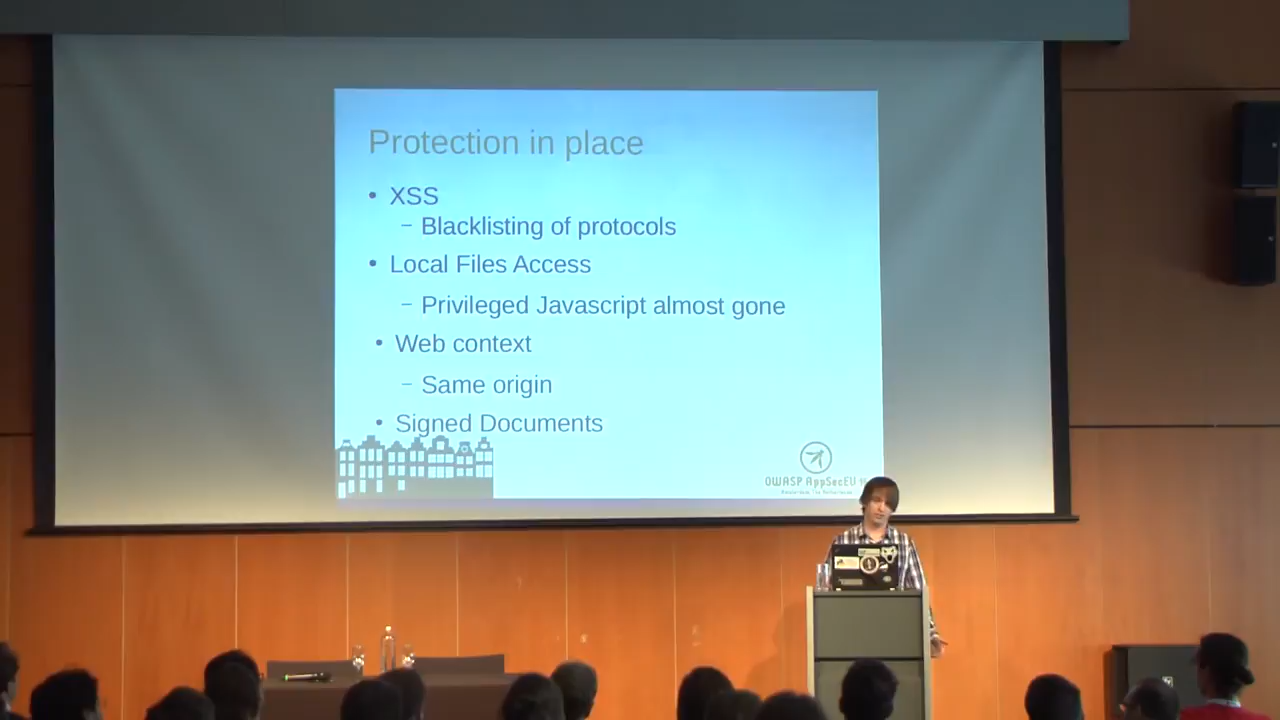 Protection in place
• XSS
– Blacklisting of protocols
• Local Files Access
– Privileged Javascript almost gone
• Web context
– Same origin
• Signed Documents
OWASP AppSecEU